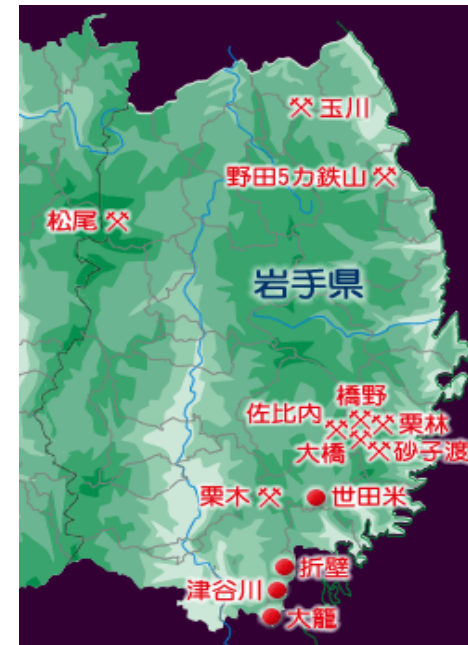 玉川
野田5カ鉄山
松尾
岩手県
橋野
佐比内
栗林
大橋
砂子渡
栗木
世田米
折壁
津谷川
大籠